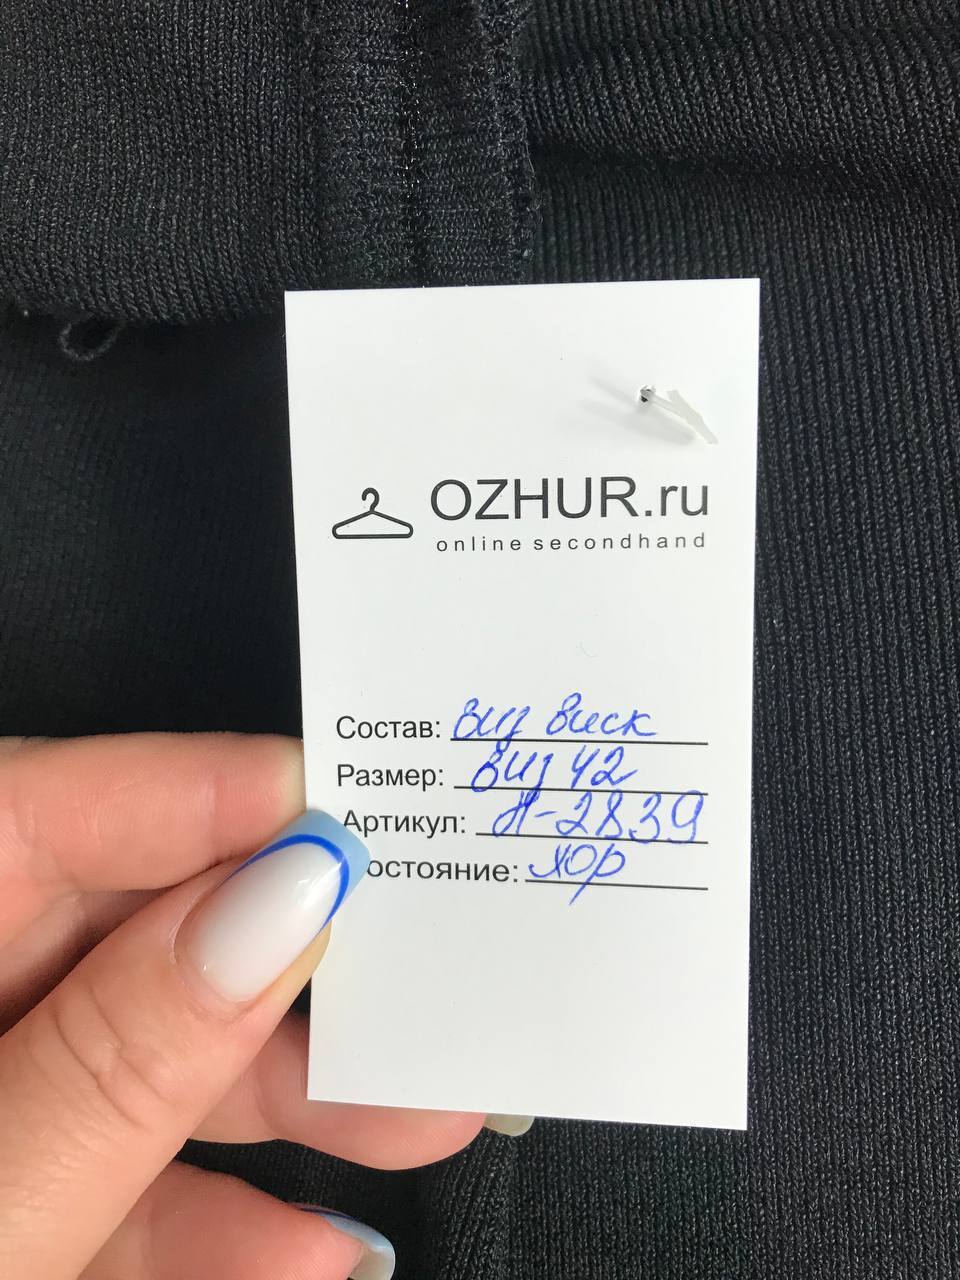 OZHUR.ru
online secondhand
Состав: виз виск
Размер: виз 42
Артикул: Н-2839
остояние: хор